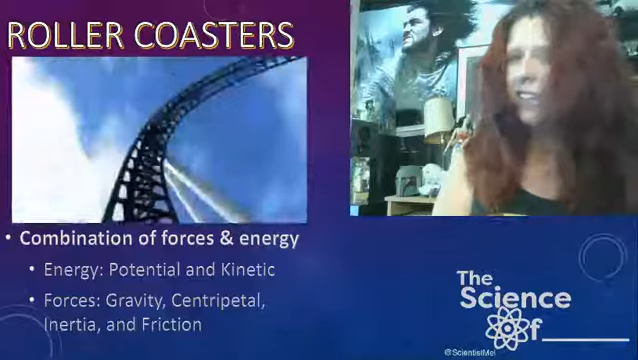 ROLLER COASTERS
• Combination of forces & energy
• Energy: Potential and Kinetic
• Forces: Gravity, Centripetal,
Inertia, and Friction
The
Science
Of______
@ScientistMel